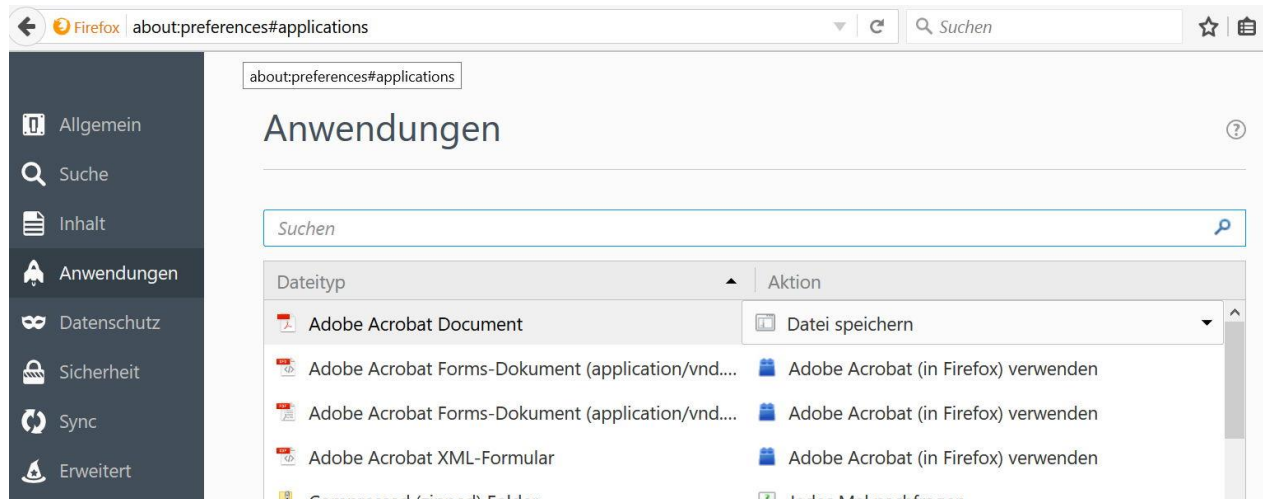 Firefox about:preferences#applications Suchen
about:preferences#applications
Allgemein
Suche
Inhalt
Anwendungen
Datenschutz
Sicherheit
Sync
Erweitert
Anwendungen
Suchen
Dateityp Aktion
Adobe Acrobat Document Datei speichern
Adobe Acrobat Forms-Dokument (application/vnd.... Adobe Acrobat (in Firefox) verwenden
Adobe Acrobat Forms-Dokument (application/vnd.... Adobe Acrobat (in Firefox) verwenden
Adobe Acrobat XML-Formular Adobe Acrobat (in Firefox) verwenden